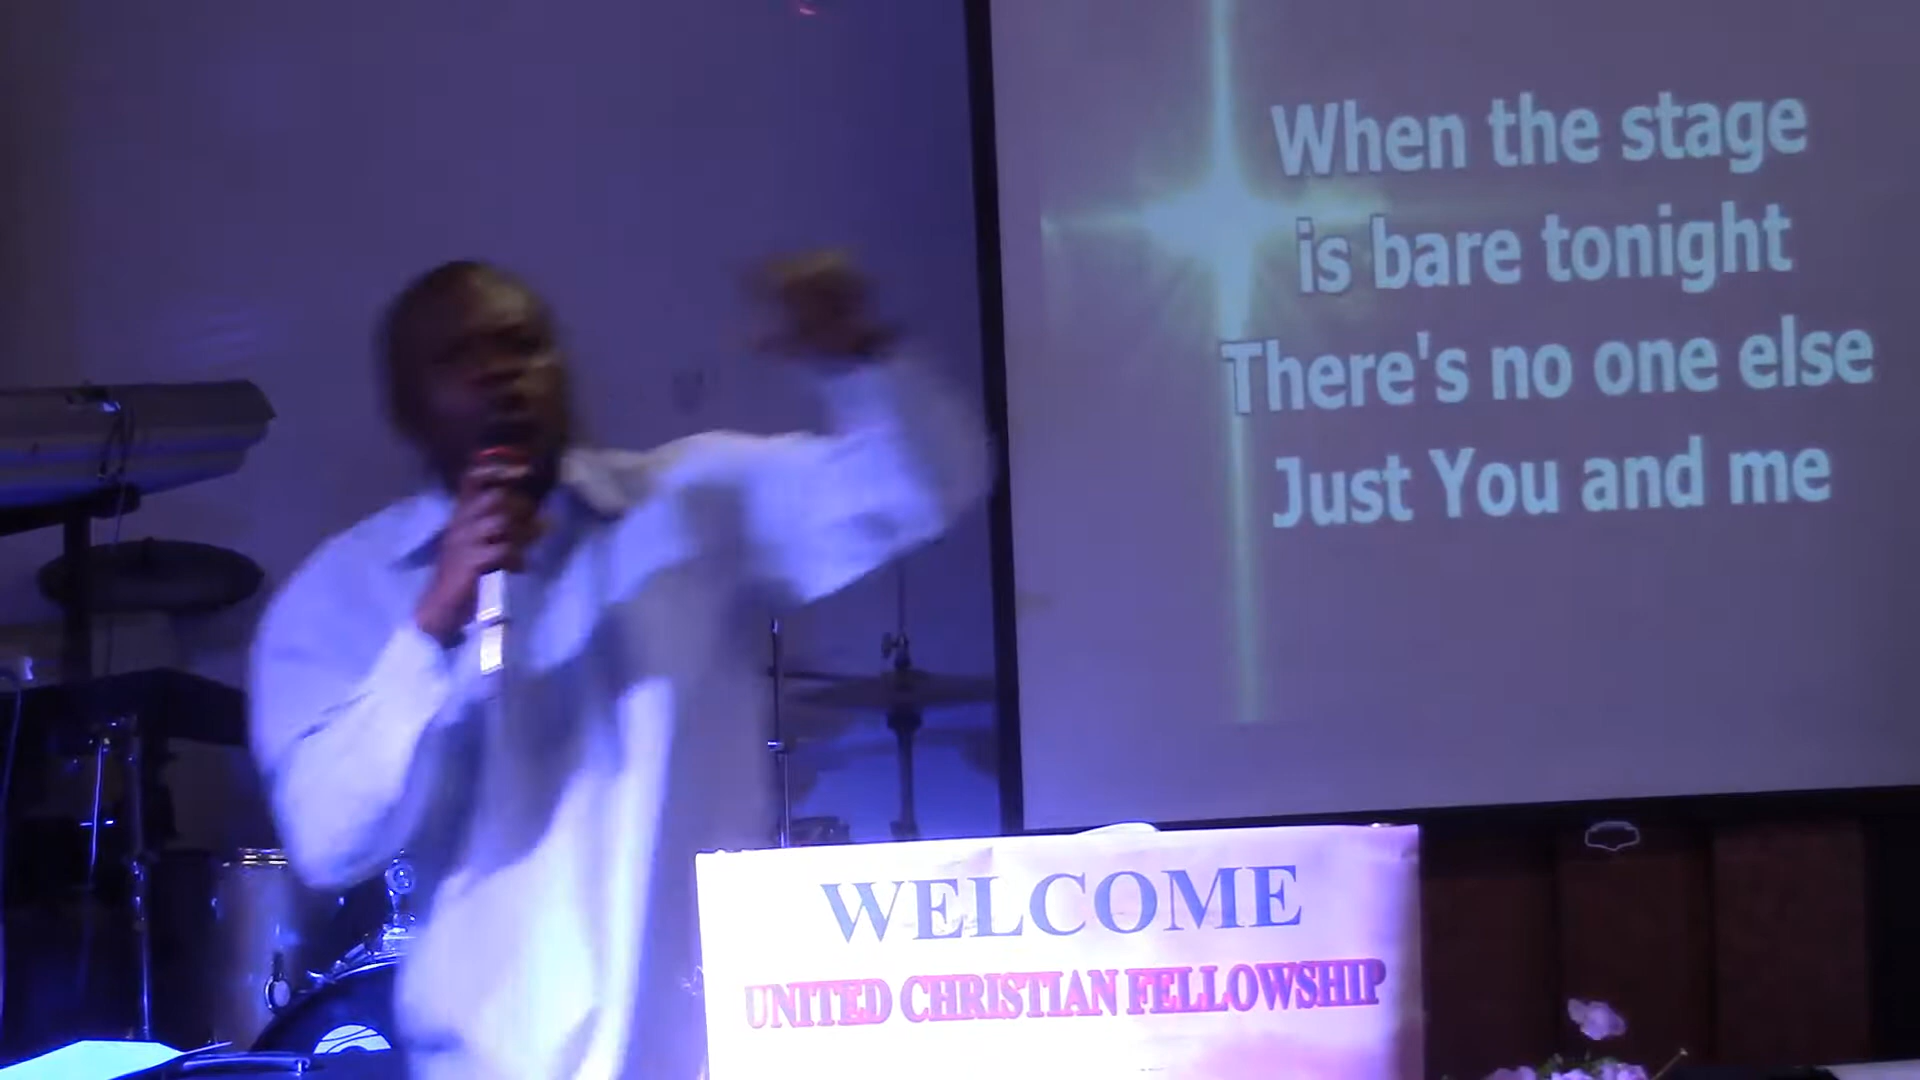 When the stage
is bare tonight
There's no one else
Just You and me
WELCOME
UNITED CHRISTIAN FELLOWSHIP